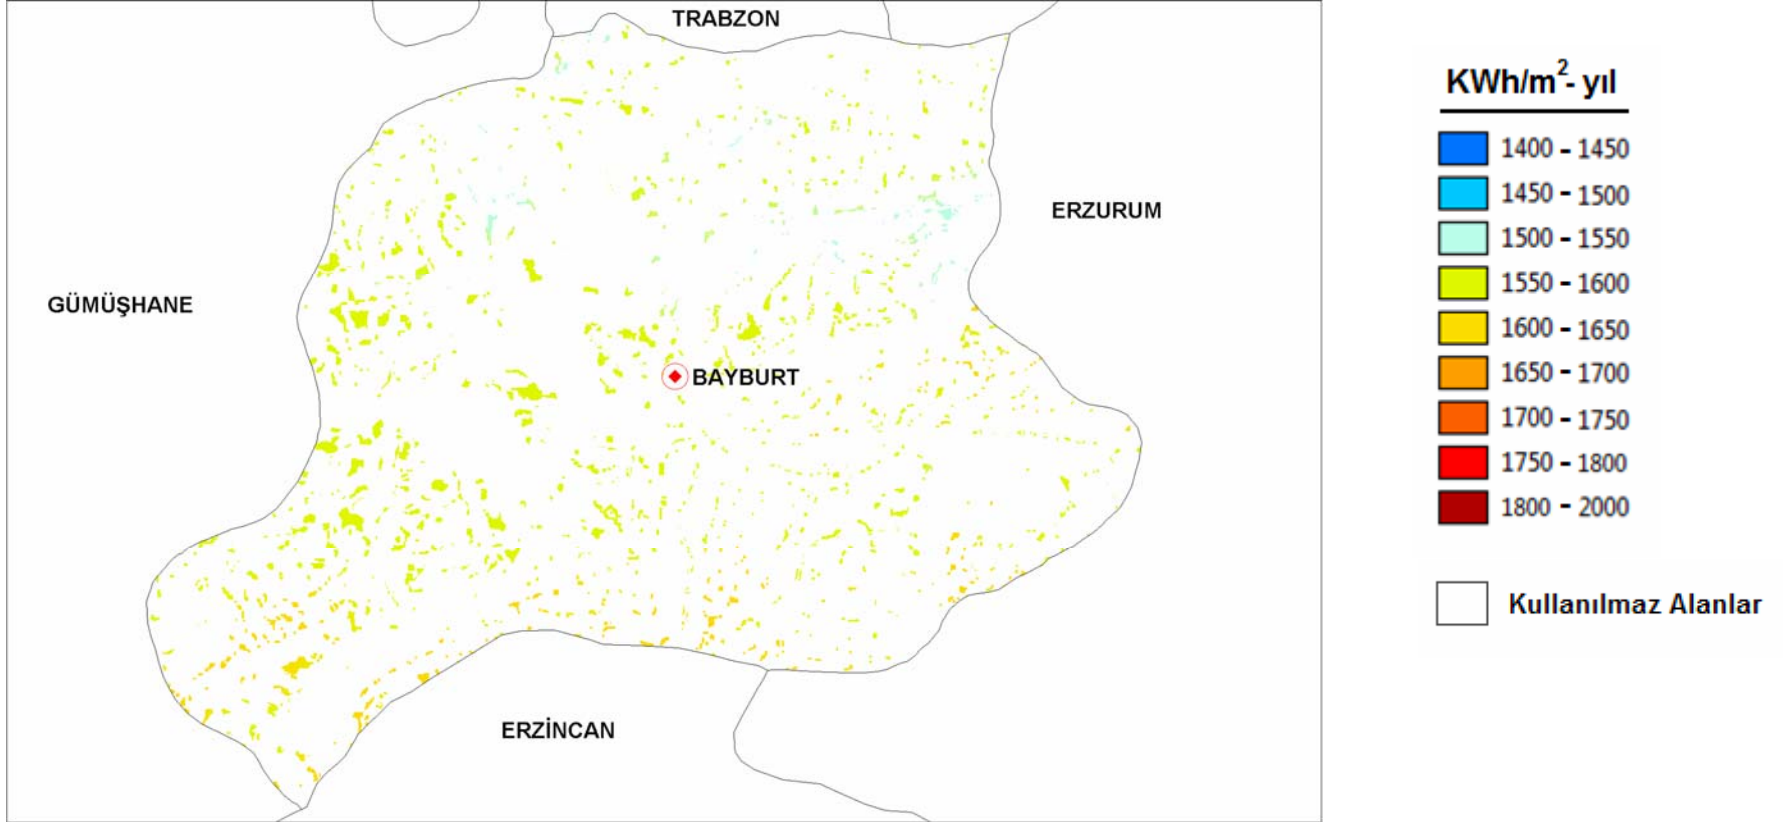 TRABZON
ERZURUM
GÜMÜŞHANE
BAYBURT
ERZİNCAN
KWh/m²- yıl
1400 - 1450
1450 - 1500
1500 - 1550
1550 - 1600
1600 - 1650
1650 - 1700
1700 - 1750
1750 - 1800
1800 - 2000
Kullanılmaz Alanlar